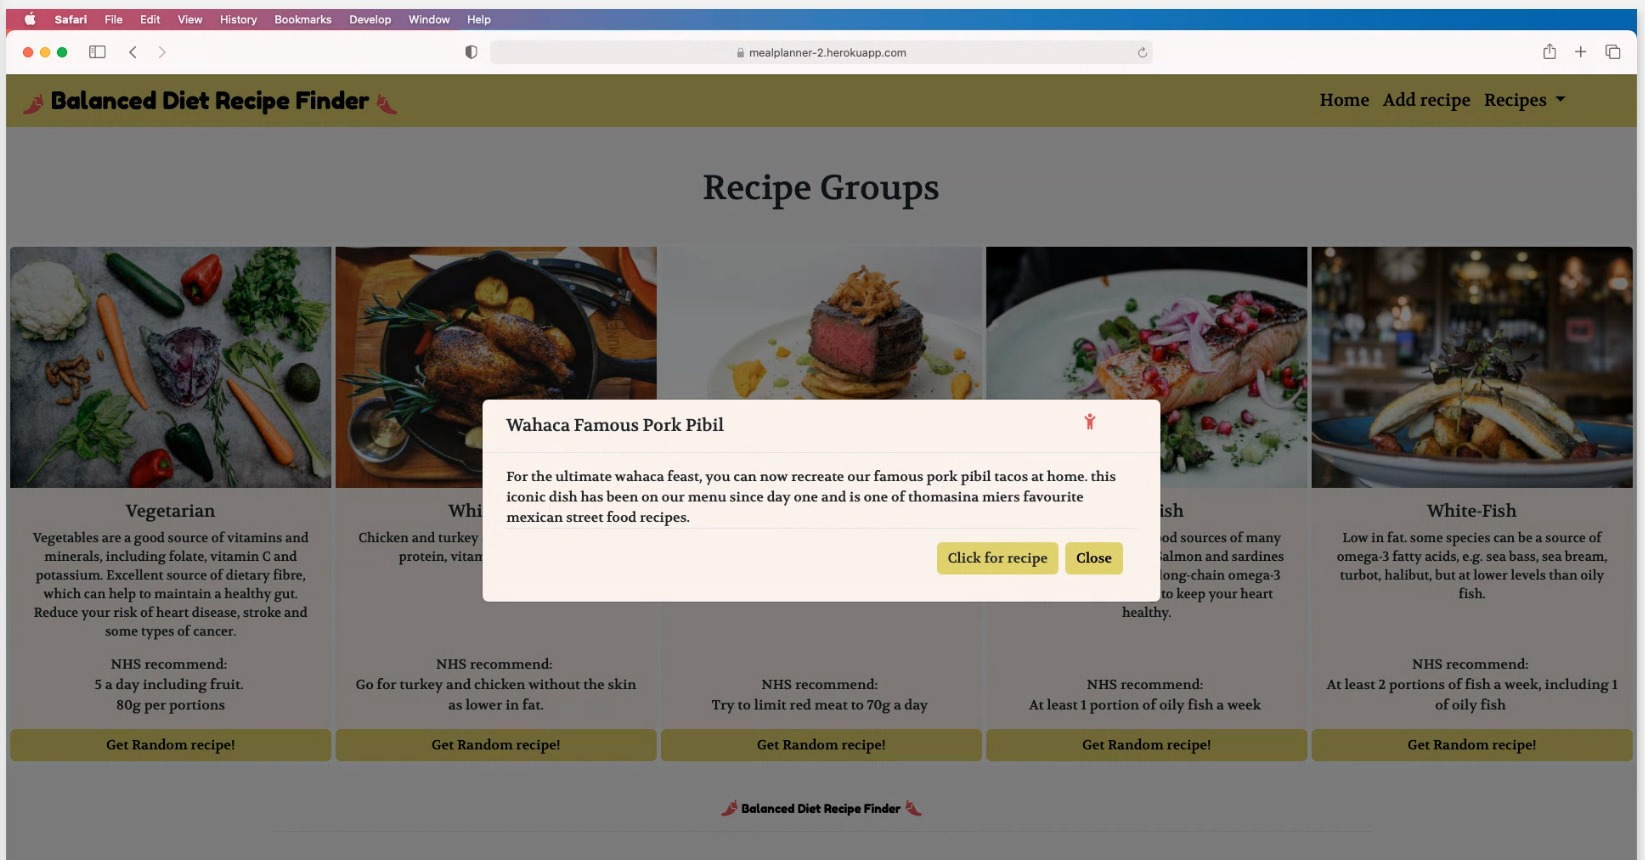 Safari File Edit View History Bookmarks Develop Window Help
mealplanner-2.herokuapp.com
Balanced Diet Recipe Finder
Home Add recipe Recipes
Recipe Groups
Wahaca Famous Pork Pibil
For the ultimate wahaca feast, you can now recreate our famous pork pibil tacos at home. this
iconic dish has been on our menu since day one and is one of thomasina miers favourite
mexican street food recipes.
Click for recipe Close
Vegetarian
Vegetables are a good source of vitamins and
minerals, including folate, vitamin C and
potassium. Excellent source of dietary fibre,
which can help to maintain a healthy gut.
Reduce your risk of heart disease, stroke and
some types of cancer.
NHS recommend:
5 a day including fruit.
80g per portions
Get Random recipe!
Whi
Chicken and turkey
protein, vitam
NHS recommend:
Go for turkey and chicken without the skin
as lower in fat.
Get Random recipe!
NHS recommend:
Try to limit red meat to 70g a day
Get Random recipe!
ish
od sources of many
almon and sardines
long-chain omega-3
to keep your heart
healthy.
NHS recommend:
At least 1 portion of oily fish a week
Get Random recipe!
White-Fish
Low in fat. some species can be a source of
omega-3 fatty acids, e.g. sea bass, sea bream,
turbot, halibut, but at lower levels than oily
fish.
NHS recommend:
At least 2 portions of fish a week, including 1
of oily fish
Get Random recipe!
Balanced Diet Recipe Finder